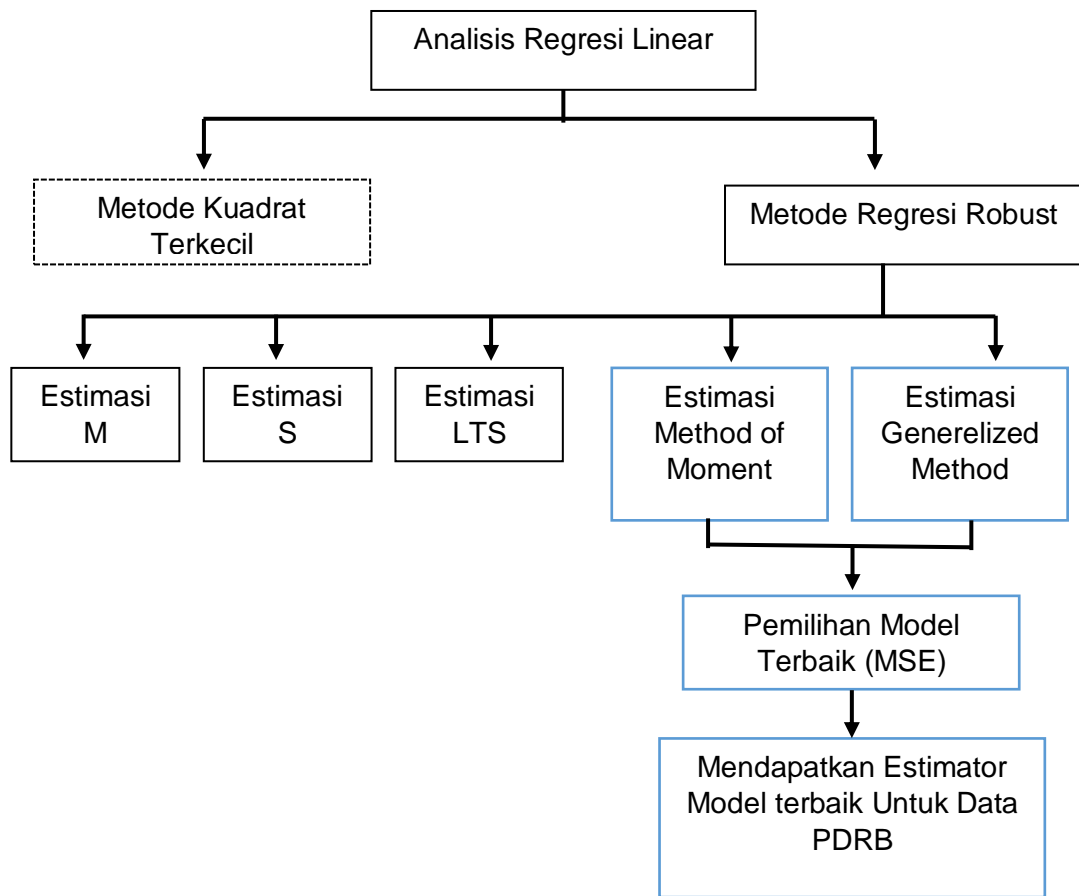 Analisis Regresi Linear
Metode Kuadrat
Terkecil
Metode Regresi Robust
Estimasi
M
Estimasi
S
Estimasi
LTS
Estimasi
Method of
Moment
Estimasi
Generelized
Method
Pemilihan Model
Terbaik (MSE)
Mendapatkan Estimator
Model terbaik Untuk Data
PDRB